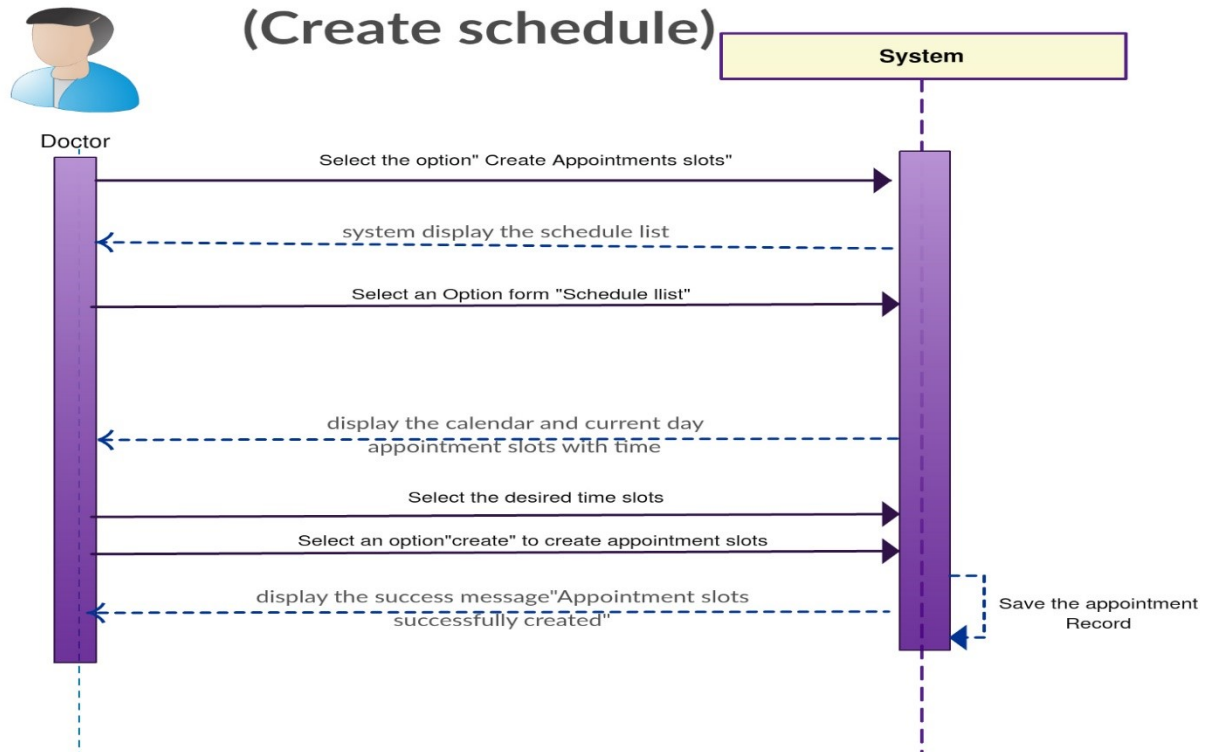 (Create schedule)
System
Doctor
Select the option" Create Appointments slots"
system display the schedule list
Select an Option form "Schedule llist"
display the calendar and current day
appointment slots with time
Select the desired time slots
Select an option"create" to create appointment slots
display the success message"Appointment slots
successfully created"
Save the appointment
Record